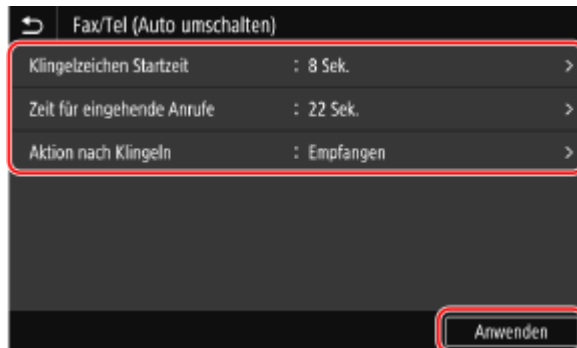 Fax/Tel (Auto umschalten)
Klingelzeichen Startzeit : 8 Sek.
Zeit für eingehende Anrufe : 22 Sek.
Aktion nach Klingeln : Empfangen
Anwenden